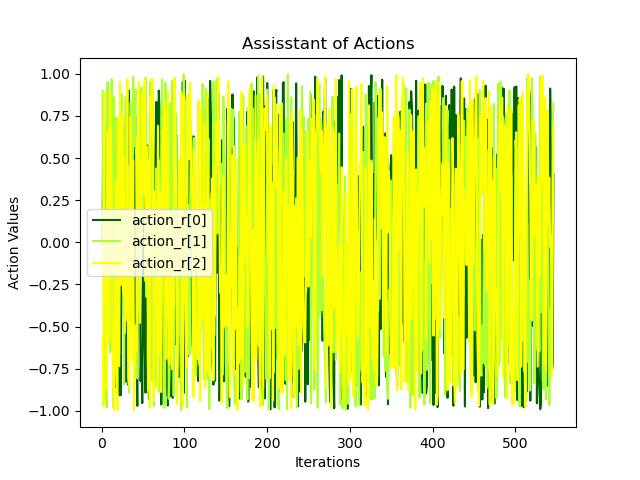 Assisstant of Actions
Action Values
1.00
0.75
0.50
0.25
0.00
−0.25
−0.50
−0.75
−1.00
action_r[0]
action_r[1]
action_r[2]
0 100 200 300 400 500
Iterations